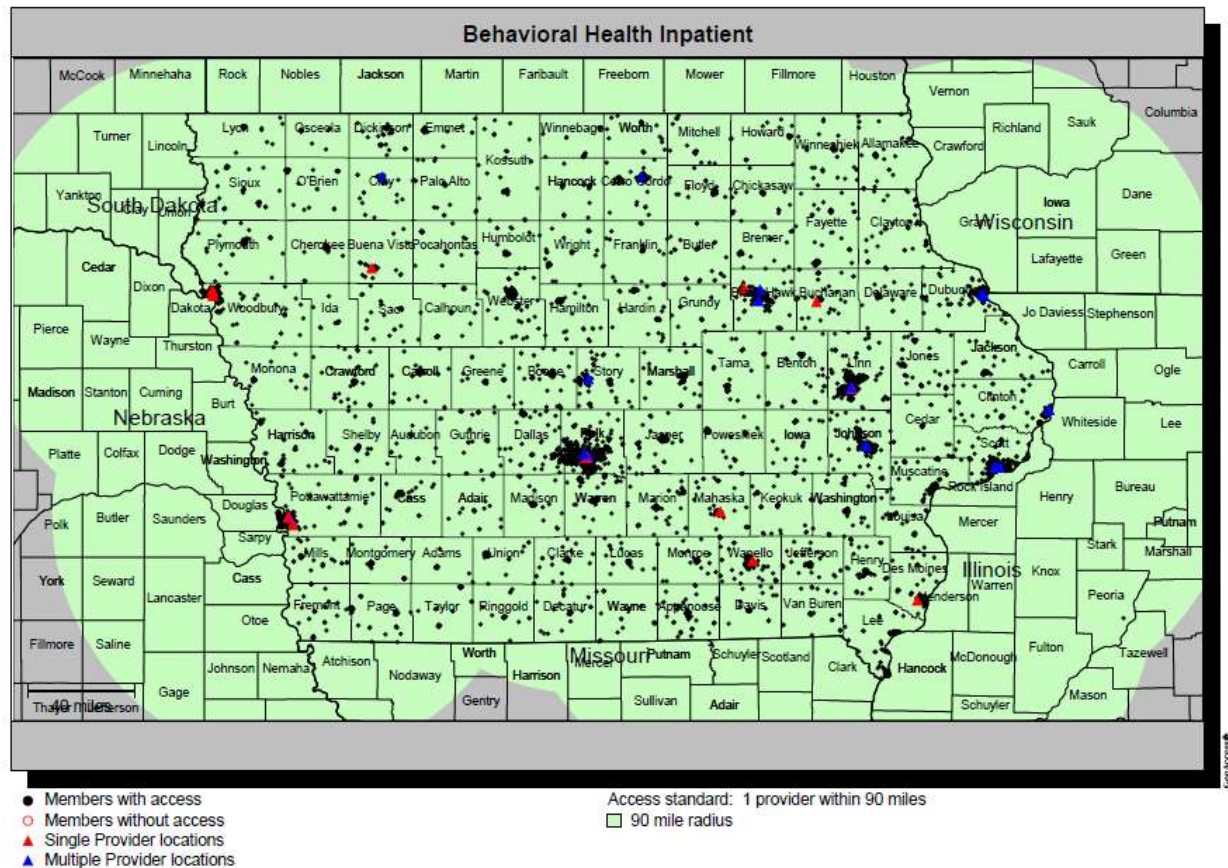 Behavioral Health Inpatient
McCook Minnehaha Rock Nobles Jackson Martin Faribault Freeborn Mower Fillmore Houston
Vernon
Columbia
Turner Lincoln Lyon Osceola Dickinson Emmet Winnebago Worth Mitchell Howard Winneshiek Allamakee Crawford Richland Sauk
Kossuth
Yankton Clay Union Sioux O'Brien Clay Palo Alto Hancock Cerro Gordo Floyd Chickasaw Dane
South Dakota Fayette Clayton Grant Iowa
Wisconsin
Plymouth Cherokee Buena Vista Pocahontas Humboldt Wright Franklin Butler Bremer
Cedar Lafayette Green
Dixon
Dakota Woodbury Ida Sac Calhoun Webster Hamilton Hardin Grundy Hawk Buchanan Delaware Dubuque
Pierce Wayne Thurston Jo Daviess Stephenson
Monona Crawford Carroll Greene Boone Story Marshall Tama Benton Linn Jones Jackson Carroll Ogle
Madison Stanton Cuming Burt Clinton
Nebraska Cedar Whiteside Lee
Harrison Shelby Audubon Guthrie Dallas Polk Jasper Poweshiek Iowa Johnson Scott
Platte Colfax Dodge Washington Muscatine Rock Island
Douglas Pottawattamie Cass Adair Madison Warren Marion Mahaska Keokuk Washington Henry Bureau
Polk Butler Saunders Sarpy Louisa Mercer Putnam
Mills Montgomery Adams Union Clarke Lucas Monroe Wapello Jefferson Henry Des Moines Stark Marshall
Illinois
York Seward Cass Warren Knox
Lancaster Fremont Page Taylor Ringgold Decatur Wayne Appanoose Davis Van Buren Henderson Peoria
Otoe Lee
Fillmore Saline Fulton Tazewell
Johnson Nemaha Atchison Nodaway Worth Harrison Mercer Putnam Schuyler Scotland Clark Hancock McDonough
Missouri
Gage Gentry Sullivan Adair Schuyler Mason
40 miles
Thayer Jefferson
Members with access
Members without access
Single Provider locations
Multiple Provider locations
Access standard: 1 provider within 90 miles
90 mile radius